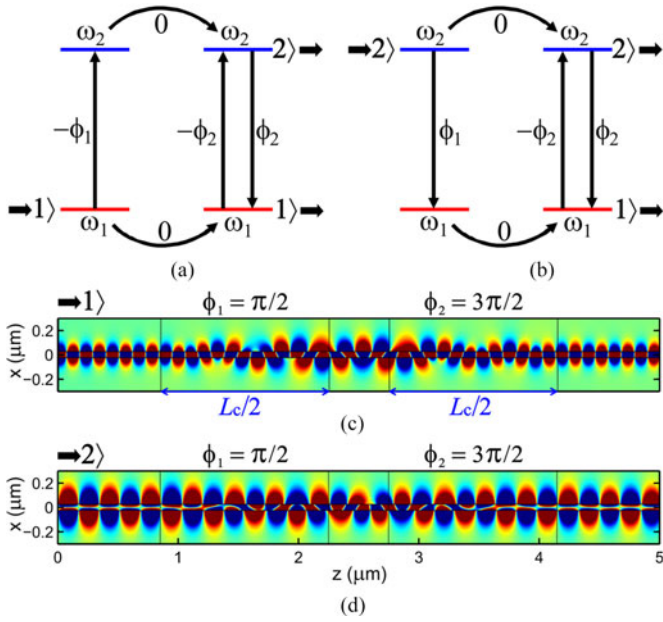 0 0
ω₂ ω₂ 2⟩ 2⟩ ω₂ ω₂ 2⟩
−ϕ₁ −ϕ₂ ϕ₂ ϕ₁ −ϕ₂ ϕ₂
1⟩ ω₁ ω₁ 1⟩ ω₁ ω₁ 1⟩
0 0
(a) (b)
1⟩ ϕ₁ = π/2 ϕ₂ = 3π/2
x (μm) 0.2 0 −0.2
Lc/2 Lc/2
(c)
2⟩ ϕ₁ = π/2 ϕ₂ = 3π/2
x (μm) 0.2 0 −0.2
0 1 2 3 4 5
z (μm)
(d)